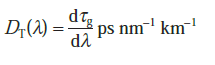 D_T(λ) = dτ_g/dλ ps nm⁻¹ km⁻¹